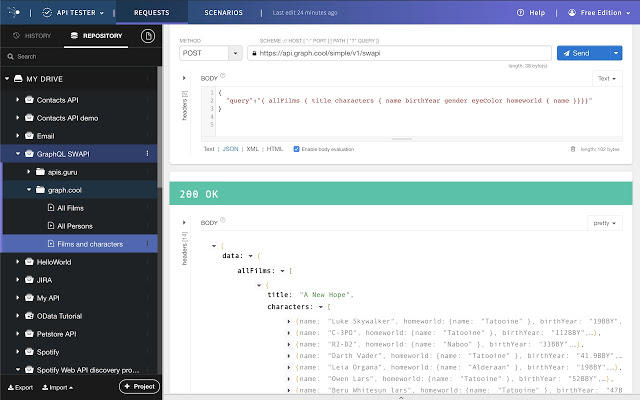 API TESTER REQUESTS SCENARIOS Last edit 24 minutes ago Help Free Edition
HISTORY REPOSITORY
Search
MY DRIVE
Contacts API
Contacts API demo
Email
GraphQL SWAPI
apis.guru
graph.cool
All Films
All Persons
Films and characters
HelloWorld
JIRA
My API
OData Tutorial
Petstore API
Spotify
Spotify Web API discovery pro...
Export Import + Project
METHOD SCHEME :// HOST [ ":" PORT ] [ PATH [ "?" QUERY ]]
POST https://api.graph.cool/simple/v1/swapi Send
length: 38 byte(s)
headers [2]
BODY Text
1 {
2 "query":"{ allFilms { title characters { name birthYear gender eyeColor homeworld { name }}}}"
3 }
4
5
Text | JSON | XML | HTML Enable body evaluation length: 102 bytes
200 OK
headers [14]
BODY pretty
{
data: {
allFilms: [
{
title: "A New Hope",
characters: [
{name: "Luke Skywalker", homeworld: {name: "Tatooine" }, birthYear: "19BBY",…},
{name: "C-3PO", homeworld: {name: "Tatooine" }, birthYear: "112BBY",…},
{name: "R2-D2", homeworld: {name: "Naboo" }, birthYear: "33BBY",…},
{name: "Darth Vader", homeworld: {name: "Tatooine" }, birthYear: "41.9BBY",…
{name: "Leia Organa", homeworld: {name: "Alderaan" }, birthYear: "19BBY",…},
{name: "Owen Lars", homeworld: {name: "Tatooine" }, birthYear: "52BBY",…},
{name: "Beru Whitesun lars", homeworld: {name: "Tatooine" }, birthYear: "47B